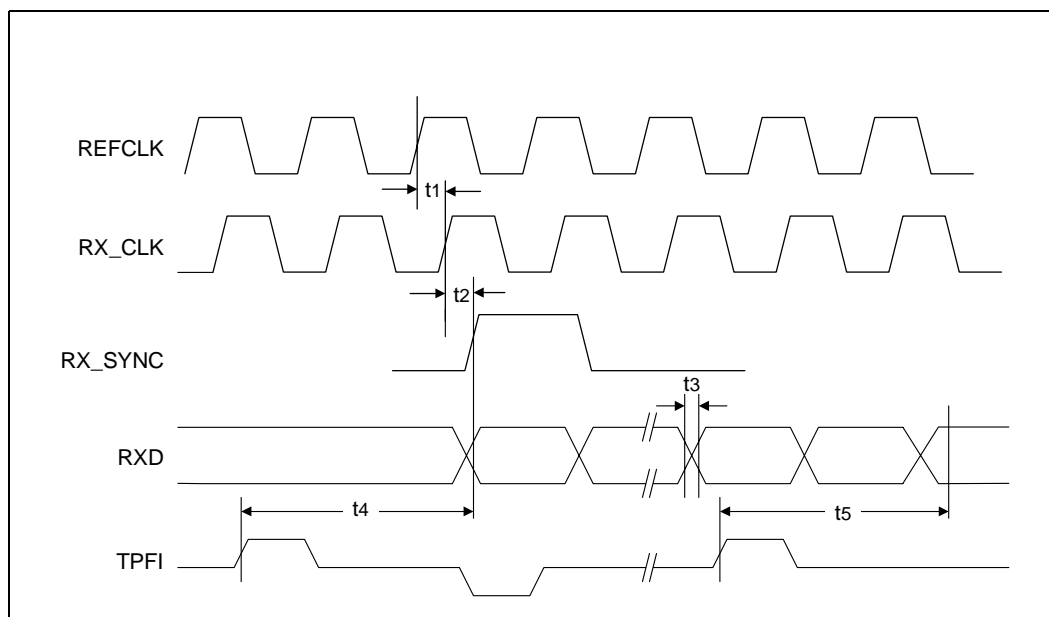 REFCLK
t1
RX_CLK
t2
RX_SYNC
t3
RXD
t4
t5
TPFI